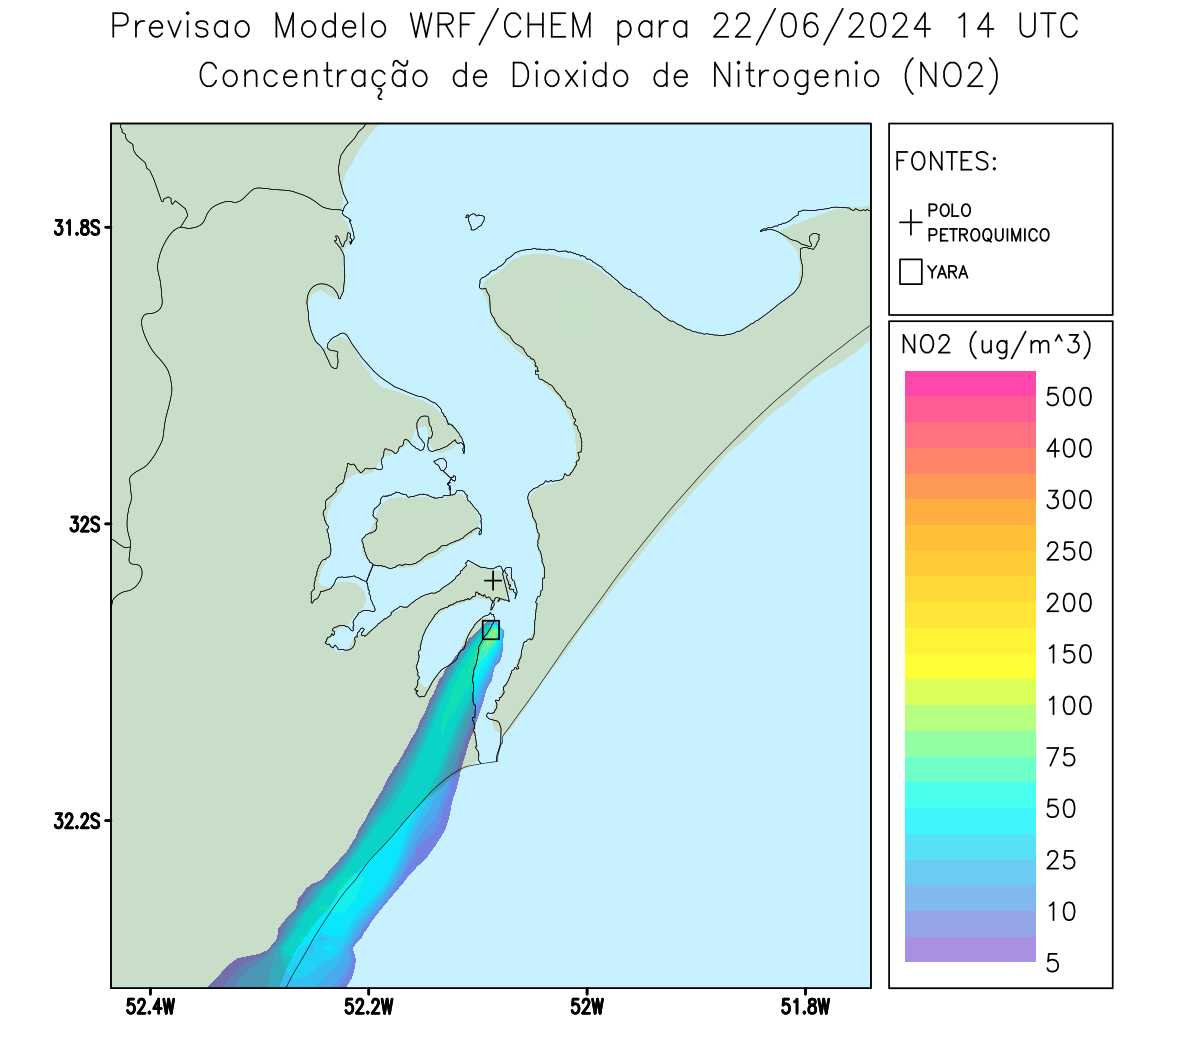 Previsao Modelo WRF/CHEM para 22/06/2024 14 UTC
Concentração de Dioxido de Nitrogenio (NO2)
FONTES:
POLO
PETROQUIMICO
YARA
NO2 (ug/m^3)
500
400
300
250
200
150
100
75
50
25
10
5
31.8S
32S
32.2S
52.4W
52.2W
52W
51.8W